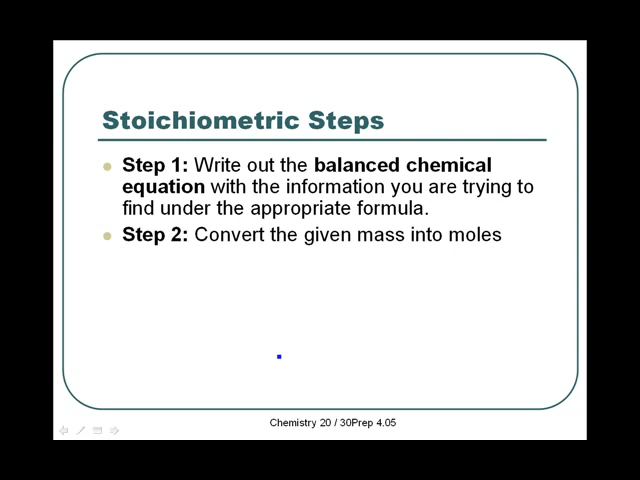 Stoichiometric Steps
Step 1: Write out the balanced chemical
equation with the information you are trying to
find under the appropriate formula.
Step 2: Convert the given mass into moles
Chemistry 20 / 30Prep 4.05